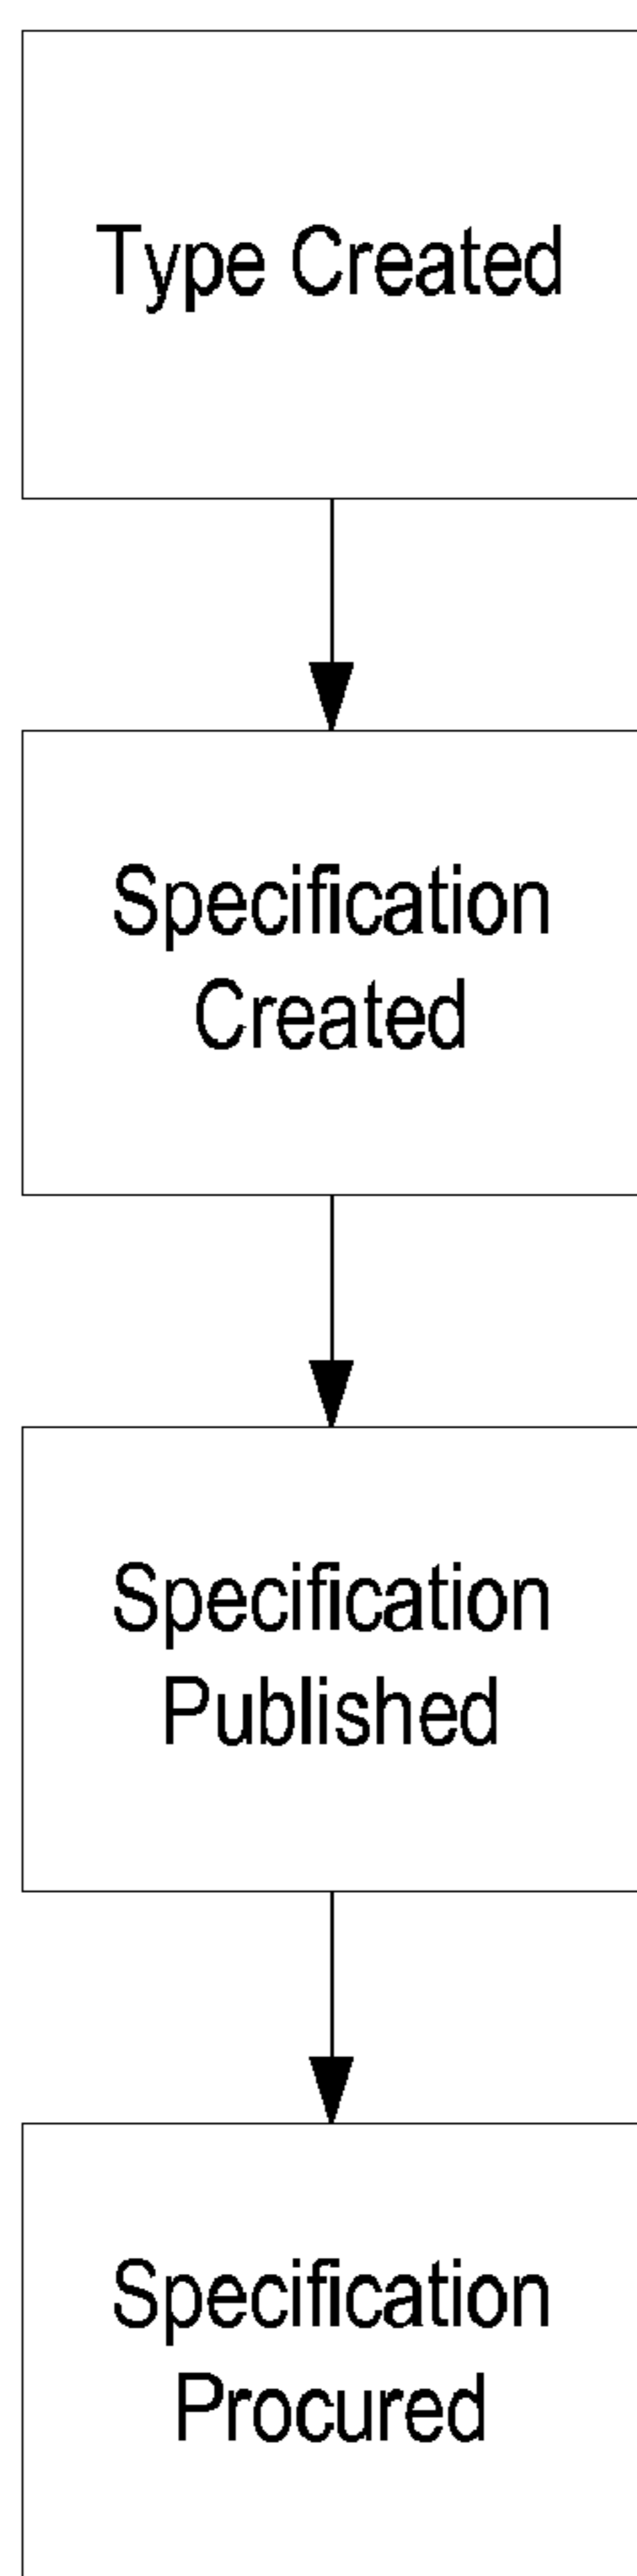 Type Created
Specification
Created
Specification
Published
Specification
Procured